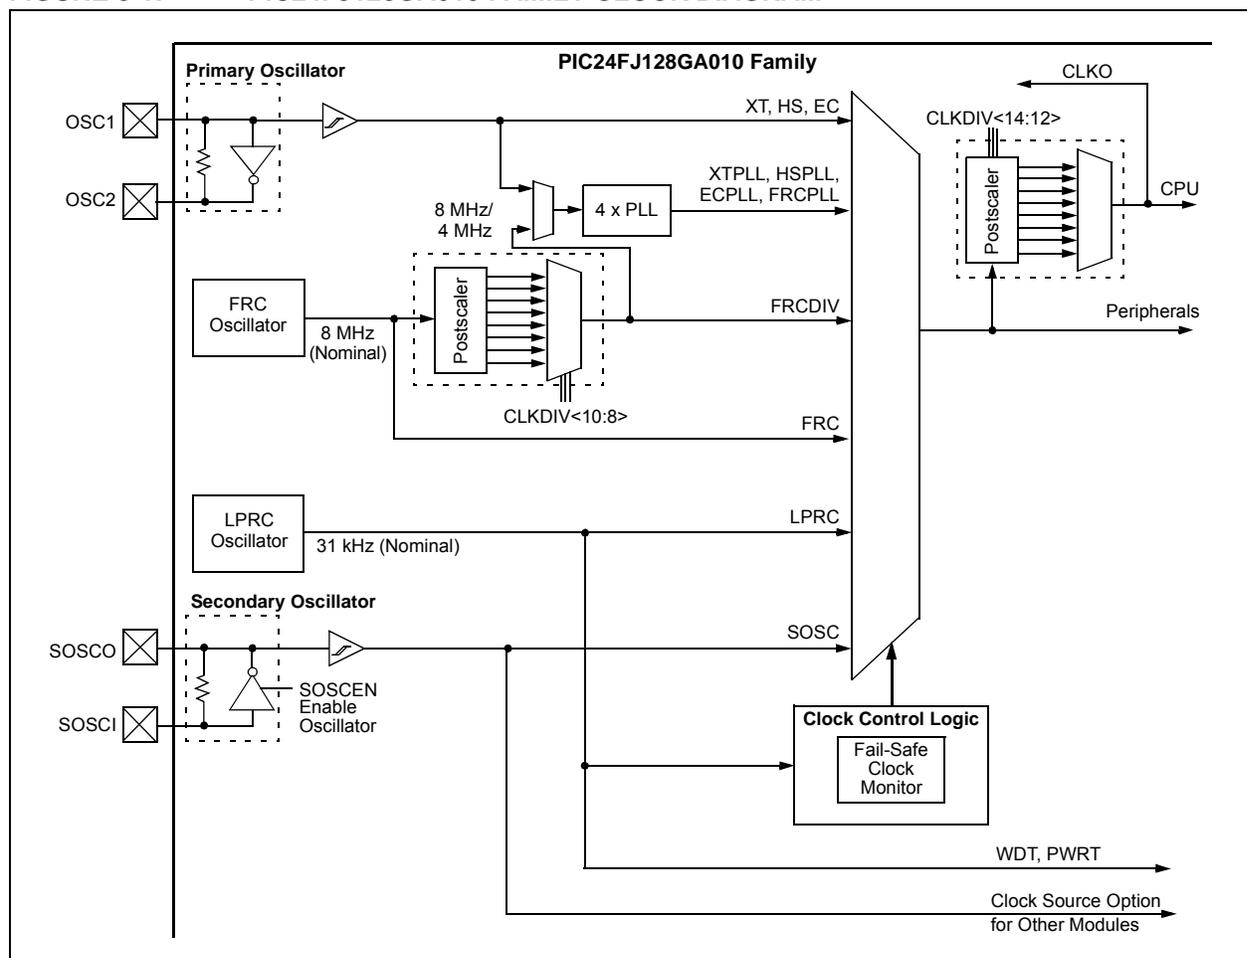 PIC24FJ128GA010 Family
Primary Oscillator
CLKO
OSC1
XT, HS, EC
CLKDIV<14:12>
XTPLL, HSPLL,
ECPLL, FRCPLL
OSC2
8 MHz/
4 MHz
4 x PLL
Postscaler
CPU
FRC
Oscillator
8 MHz
(Nominal)
Postscaler
FRCDIV
Peripherals
CLKDIV<10:8>
FRC
LPRC
Oscillator
31 kHz (Nominal)
LPRC
Secondary Oscillator
SOSCO
SOSC
SOSCEN
Enable
Oscillator
SOSCI
Clock Control Logic
Fail-Safe
Clock
Monitor
WDT, PWRT
Clock Source Option
for Other Modules